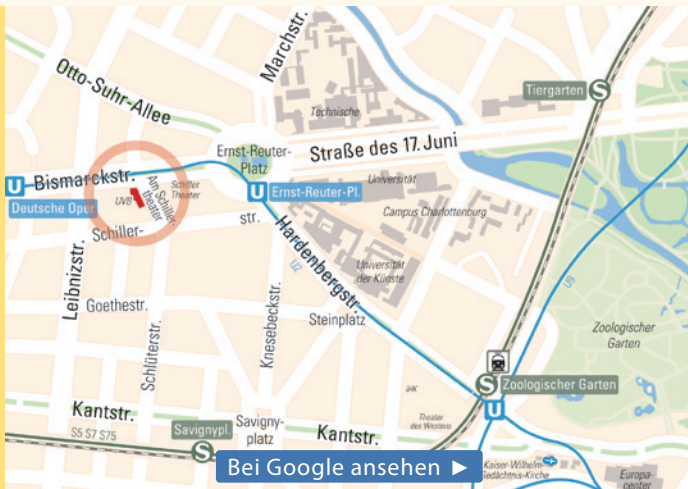 Otto-Suhr-Allee
Marchstr.
Tiergarten
S
Technische
Ernst-Reuter-
Platz
Straße des 17. Juni
U
Bismarckstr.
Deutsche Oper
UVB
Am Schiller-
theater
Schiller
Theater
U
Ernst-Reuter-Pl.
Universität
Campus Charlottenburg
Schiller-
str.
Hardenbergstr.
U2
Universität
der Künste
Leibnizstr.
Goethestr.
Schlüterstr.
Knesebeckstr.
Steinplatz
U9
Zoologischer
Garten
S
Zoologischer Garten
IHK
U
Theater
des Westens
Kantstr.
S5 S7 S75
Savignypl.
S
Savigny-
platz
Kantstr.
Bei Google ansehen ►
Kaiser-Wilhelm-
Gedächtnis-Kirche
Europa-
center